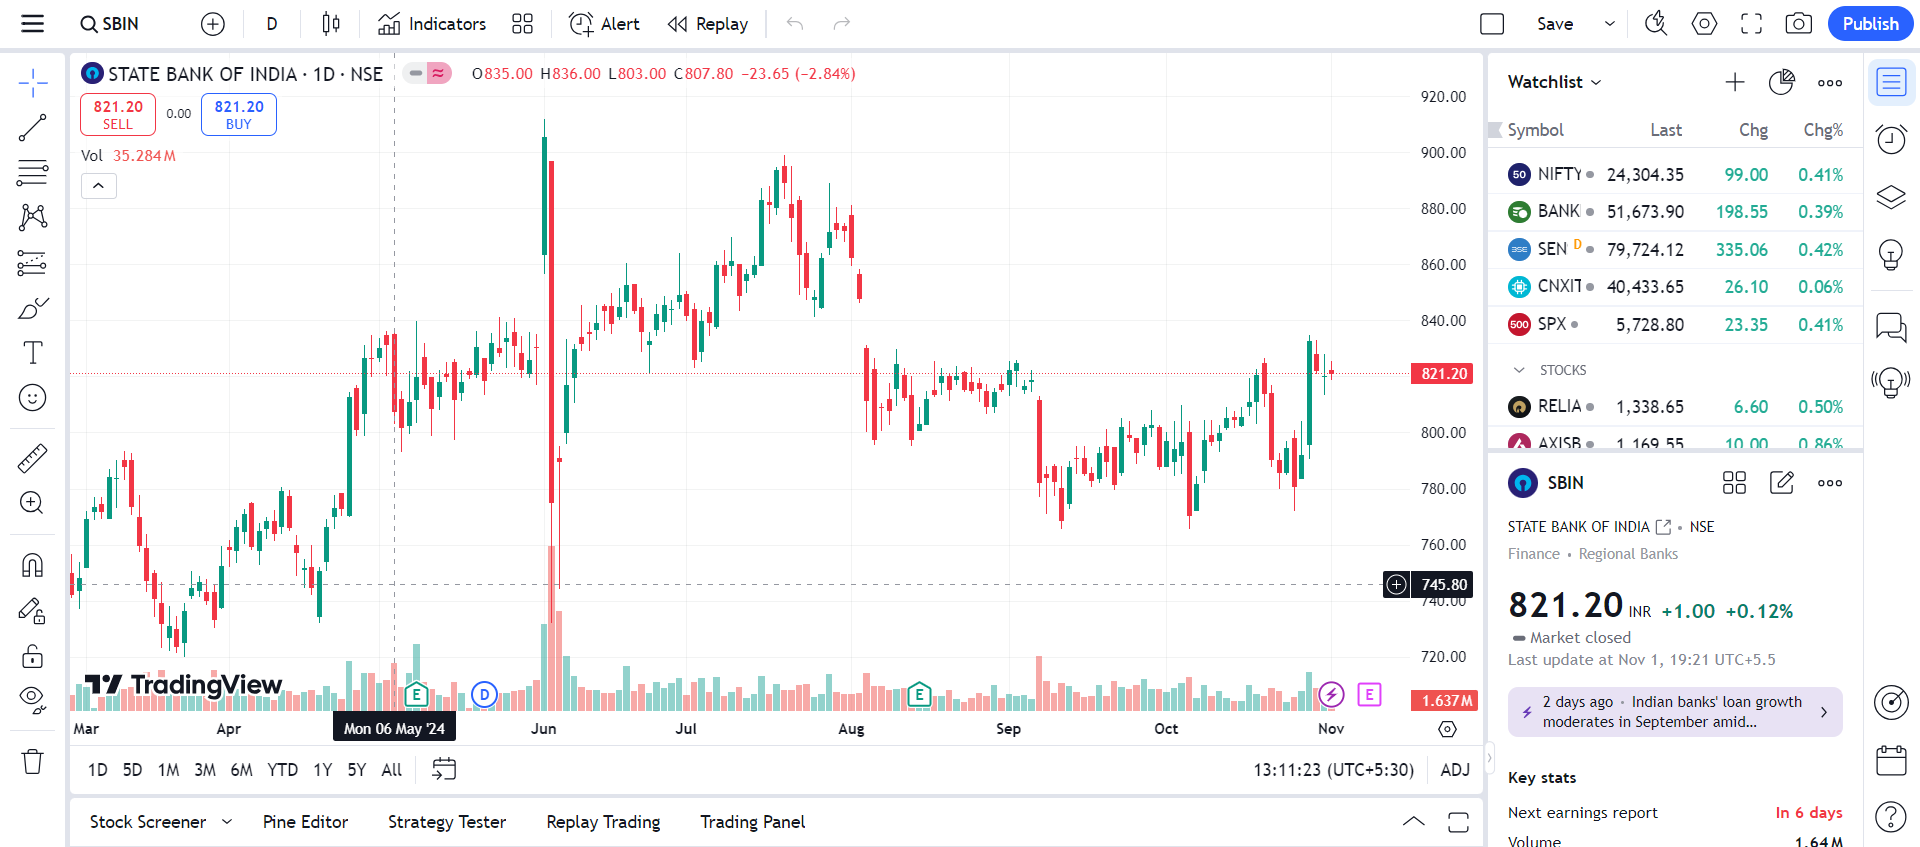 SBIN
D
Indicators
Alert
Replay
Save
Publish
STATE BANK OF INDIA · 1D · NSE
O835.00 H836.00 L803.00 C807.80 −23.65 (−2.84%)
821.20
SELL
0.00
821.20
BUY
Vol 35.284M
920.00
900.00
880.00
860.00
840.00
821.20
800.00
780.00
760.00
745.80
740.00
720.00
1.637M
TradingView
E
D
E
E
Mar
Apr
Mon 06 May '24
Jun
Jul
Aug
Sep
Oct
Nov
1D 5D 1M 3M 6M YTD 1Y 5Y All
13:11:23 (UTC+5:30)
ADJ
Stock Screener
Pine Editor
Strategy Tester
Replay Trading
Trading Panel
Watchlist
Symbol Last Chg Chg%
50 NIFTY 24,304.35 99.00 0.41%
BANK 51,673.90 198.55 0.39%
SEN D 79,724.12 335.06 0.42%
CNXIT 40,433.65 26.10 0.06%
500 SPX 5,728.80 23.35 0.41%
STOCKS
RELIA 1,338.65 6.60 0.50%
AXISB 1,169.55 10.00 0.86%
SBIN
STATE BANK OF INDIA • NSE
Finance • Regional Banks
821.20 INR +1.00 +0.12%
Market closed
Last update at Nov 1, 19:21 UTC+5.5
2 days ago · Indian banks' loan growth
moderates in September amid...
Key stats
Next earnings report In 6 days
Volume 1.64M